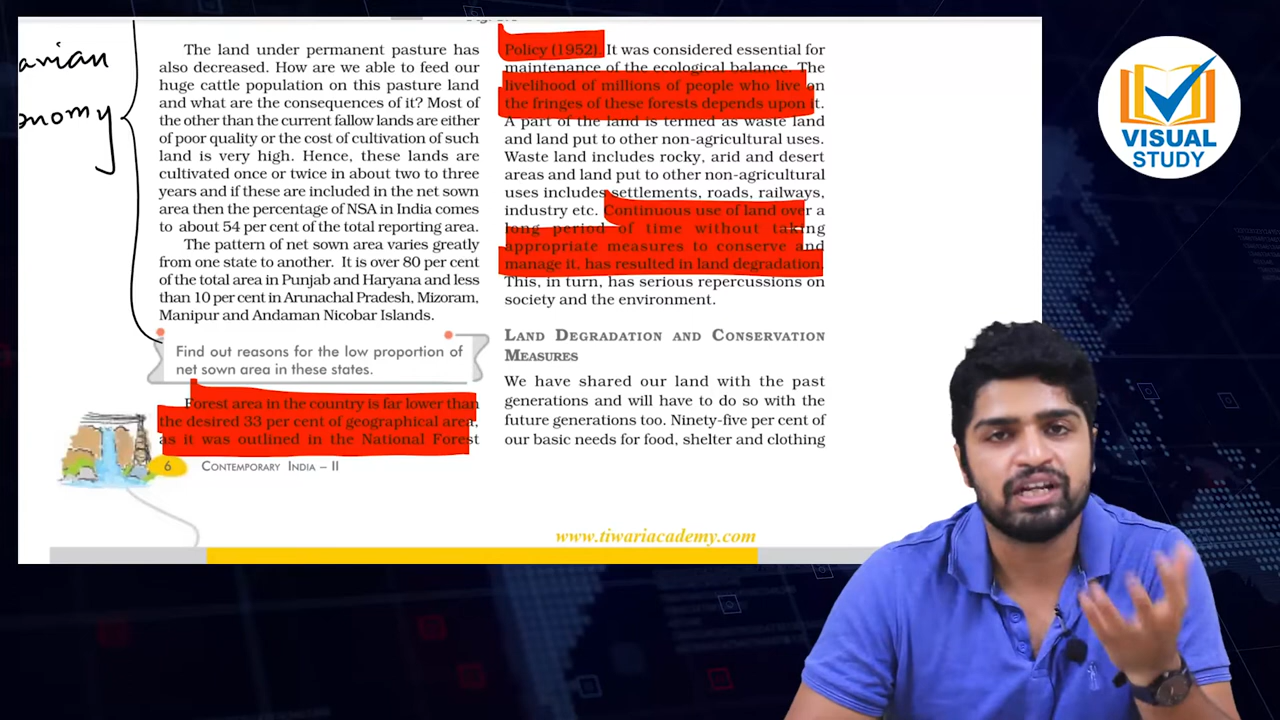 arian
nomy
The land under permanent pasture has
also decreased. How are we able to feed our
huge cattle population on this pasture land
and what are the consequences of it? Most of
the other than the current fallow lands are either
of poor quality or the cost of cultivation of such
land is very high. Hence, these lands are
cultivated once or twice in about two to three
years and if these are included in the net sown
area then the percentage of NSA in India comes
to about 54 per cent of the total reporting area.
The pattern of net sown area varies greatly
from one state to another. It is over 80 per cent
of the total area in Punjab and Haryana and less
than 10 per cent in Arunachal Pradesh, Mizoram,
Manipur and Andaman Nicobar Islands.
Find out reasons for the low proportion of
net sown area in these states.
Forest area in the country is far lower than
the desired 33 per cent of geographical area,
as it was outlined in the National Forest
6 CONTEMPORARY INDIA – II
Policy (1952). It was considered essential for
maintenance of the ecological balance. The
livelihood of millions of people who live on
the fringes of these forests depends upon it.
A part of the land is termed as waste land
and land put to other non-agricultural uses.
Waste land includes rocky, arid and desert
areas and land put to other non-agricultural
uses includes settlements, roads, railways,
industry etc. Continuous use of land over a
long period of time without taking
appropriate measures to conserve and
manage it, has resulted in land degradation.
This, in turn, has serious repercussions on
society and the environment.
LAND DEGRADATION AND CONSERVATION
MEASURES
We have shared our land with the past
generations and will have to do so with the
future generations too. Ninety-five per cent of
our basic needs for food, shelter and clothing
www.tiwariacademy.com
VISUAL
STUDY